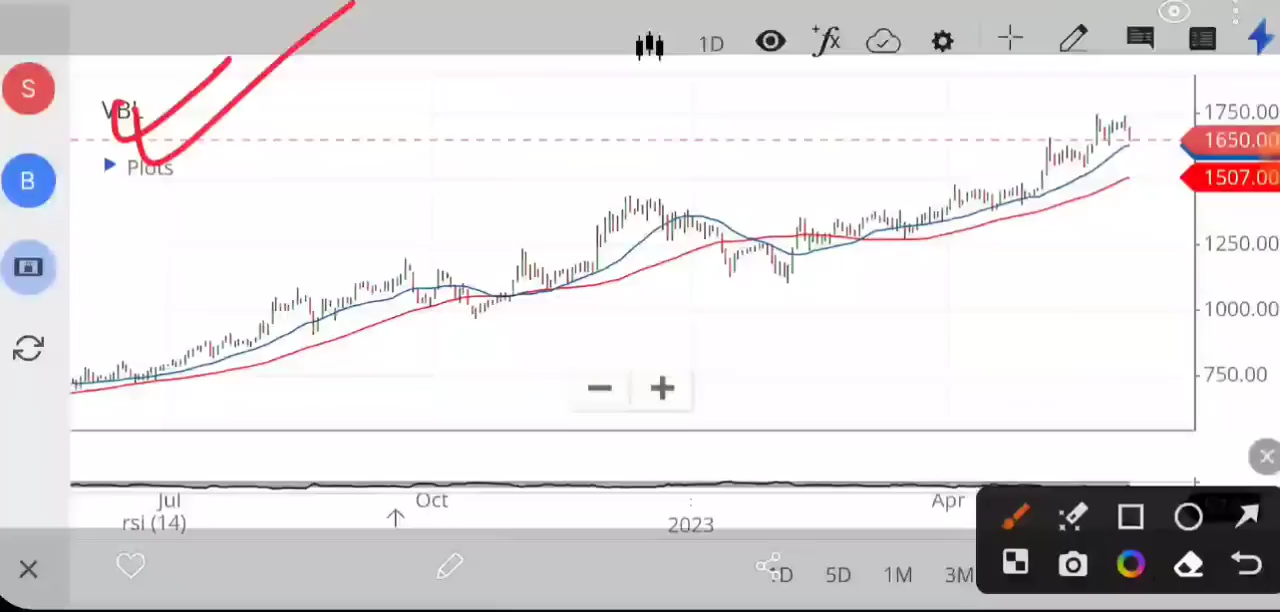 1D
S
VBL
1750.00
1650.00
Plots
B
1507.00
1250.00
1000.00
750.00
Jul
Oct
Apr
rsi (14)
2023
1D
5D
1M
3M